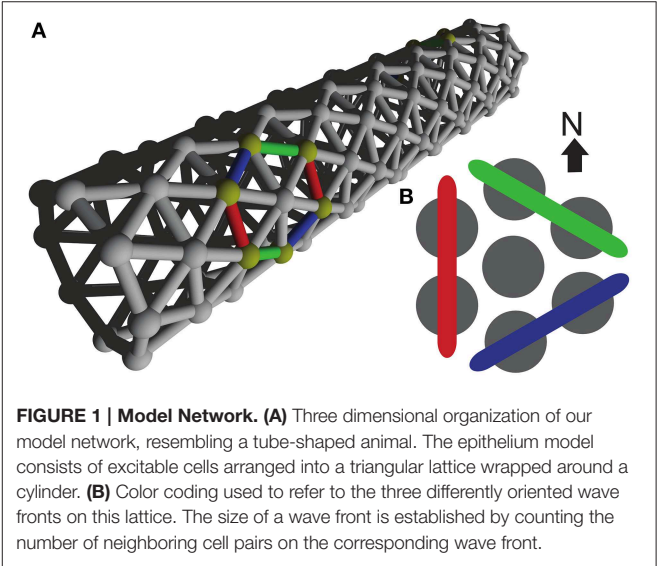 A
N
B
FIGURE 1 | Model Network. (A) Three dimensional organization of our
model network, resembling a tube-shaped animal. The epithelium model
consists of excitable cells arranged into a triangular lattice wrapped around a
cylinder. (B) Color coding used to refer to the three differently oriented wave
fronts on this lattice. The size of a wave front is established by counting the
number of neighboring cell pairs on the corresponding wave front.